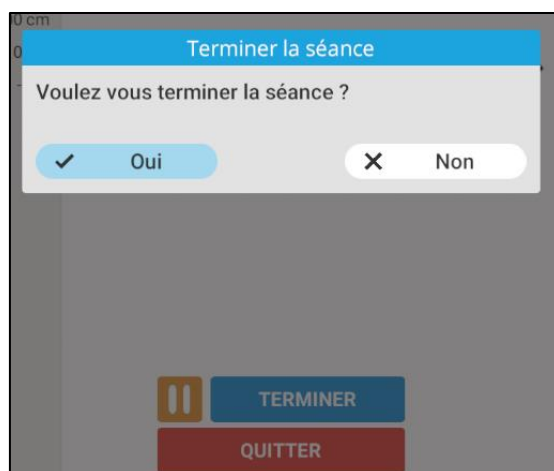 0 cm
0
Terminer la séance
Voulez vous terminer la séance ?
Oui
Non
TERMINER
QUITTER